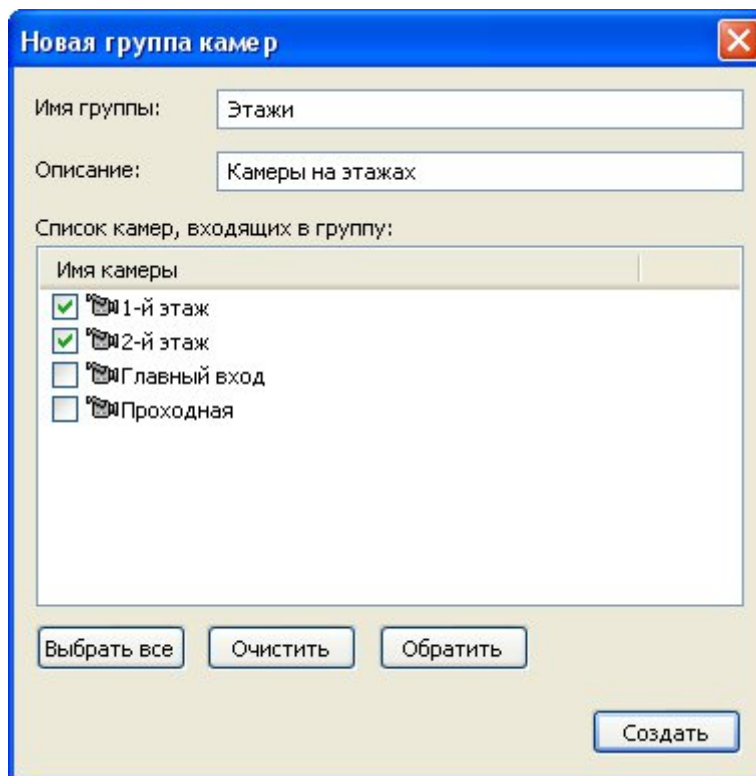 Новая группа камер
Имя группы: Этажи
Описание: Камеры на этажах
Список камер, входящих в группу:
Имя камеры
1-й этаж
2-й этаж
Главный вход
Проходная
Выбрать все Очистить Обратить
Создать